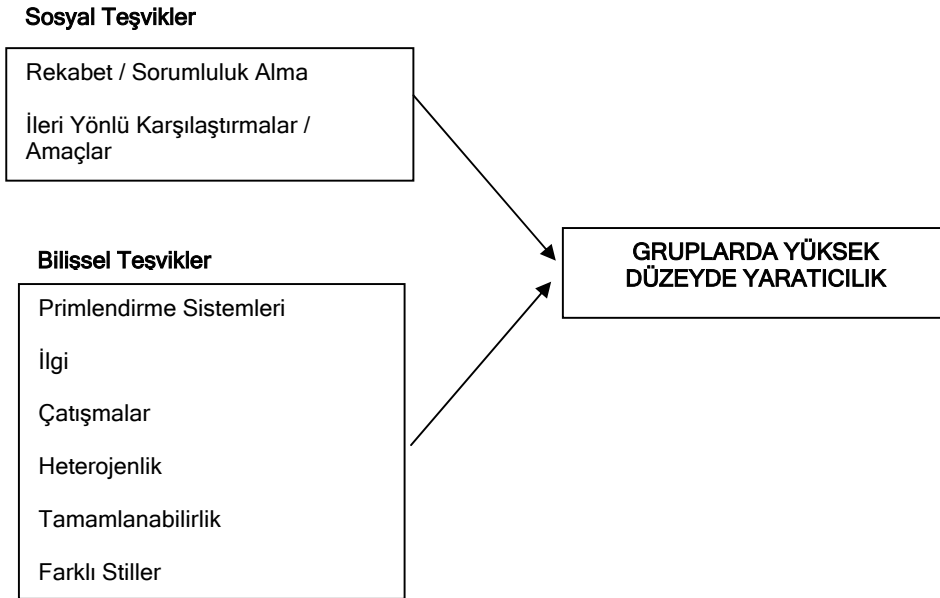 Sosyal Teşvikler
Rekabet / Sorumluluk Alma
İleri Yönlü Karşılaştırmalar /
Amaçlar
Bilişsel Teşvikler
Primlendirme Sistemleri
İlgi
Çatışmalar
Heterojenlik
Tamamlanabilirlik
Farklı Stiller
GRUPLARDA YÜKSEK
DÜZEYDE YARATICILIK